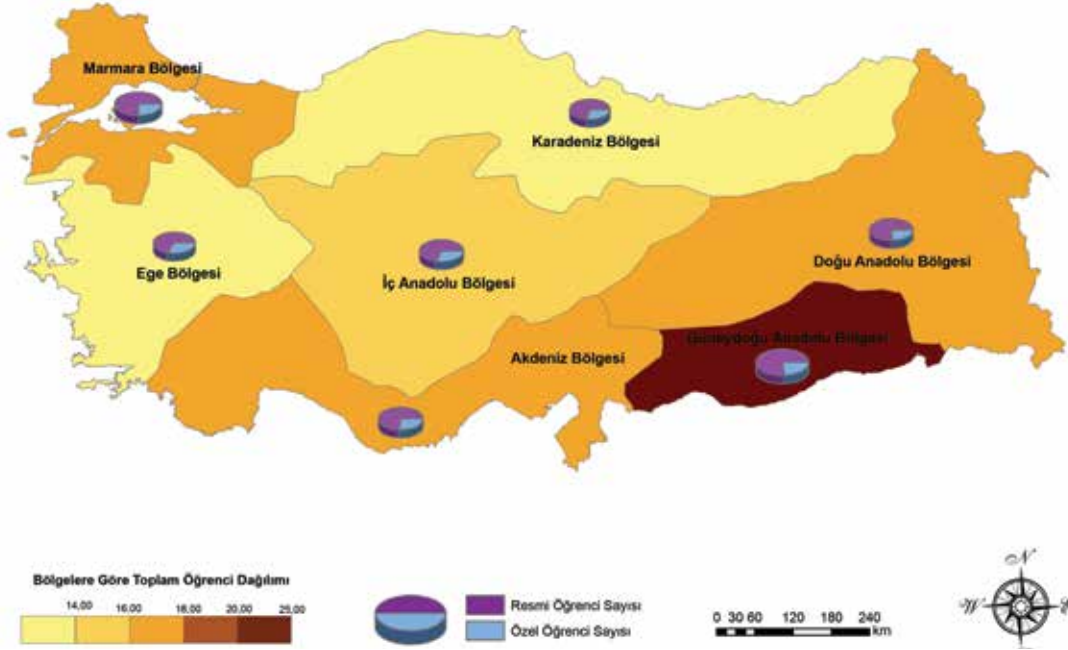 Marmara Bölgesi
Karadeniz Bölgesi
Ege Bölgesi
İç Anadolu Bölgesi
Doğu Anadolu Bölgesi
Güneydoğu Anadolu Bölgesi
Akdeniz Bölgesi
Bölgelere Göre Toplam Öğrenci Dağılımı
14,00 16,00 18,00 20,00 25,00
Resmi Öğrenci Sayısı
Özel Öğrenci Sayısı
0 30 60 120 180 240
km
N
W